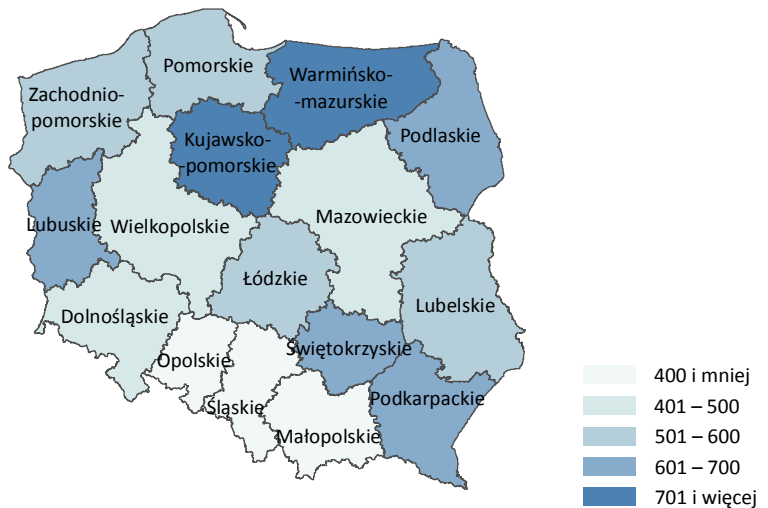 Pomorskie
Warmińsko-
-mazurskie
Zachodnio-
pomorskie
Kujawsko-
-pomorskie
Podlaskie
Lubuskie
Wielkopolskie
Mazowieckie
Łódzkie
Lubelskie
Dolnośląskie
Opolskie
Świętokrzyskie
Śląskie
Podkarpackie
Małopolskie
400 i mniej
401 – 500
501 – 600
601 – 700
701 i więcej